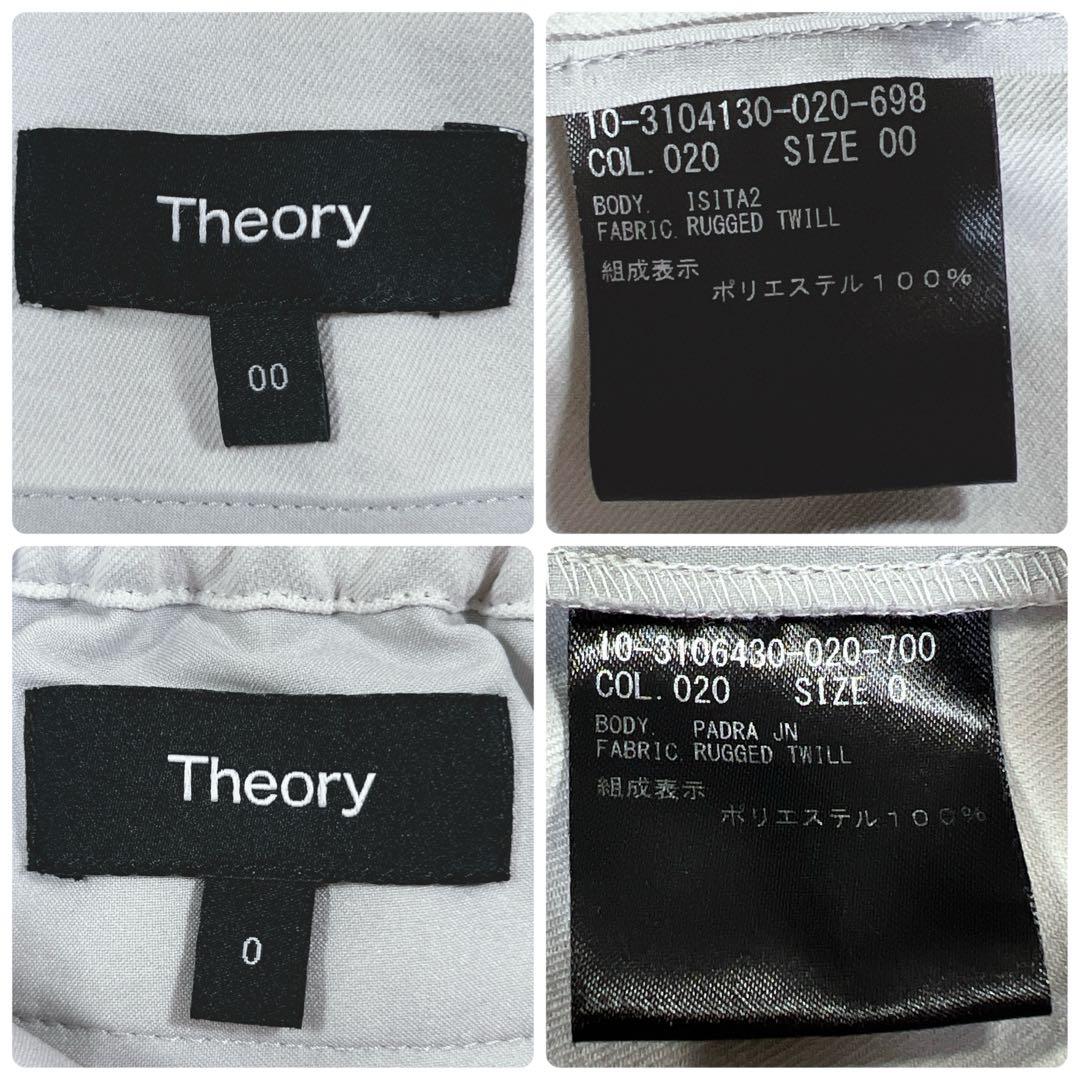 Theory
00
10-3104130-020-698
COL. 020 SIZE 00
BODY. ISITA2
FABRIC. RUGGED TWILL
組成表示
ポリエステル100%
Theory
0
10-3106430-020-700
COL. 020 SIZE 0
BODY. PADRA JN
FABRIC. RUGGED TWILL
組成表示
ポリエステル100%